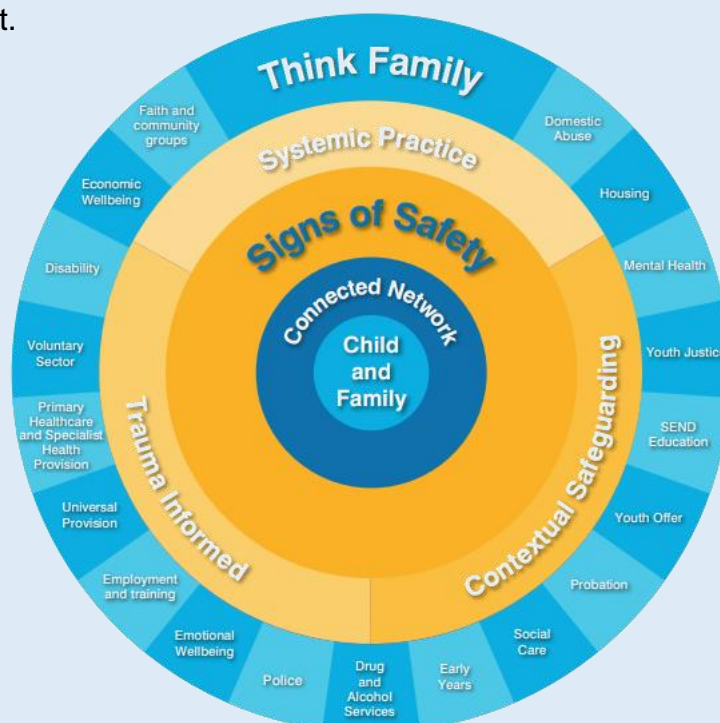 t.
Think Family
Systemic Practice
Signs of Safety
Connected Network
Child
and
Family
Contextual Safeguarding
Trauma Informed
Domestic
Abuse
Housing
Mental Health
Youth Justice
SEND
Education
Youth Offer
Probation
Social
Care
Early
Years
Drug
and
Alcohol
Services
Police
Emotional
Wellbeing
Employment
and training
Universal
Provision
Primary
Healthcare
and Specialist
Health
Provision
Voluntary
Sector
Disability
Economic
Wellbeing
Faith and
community
groups